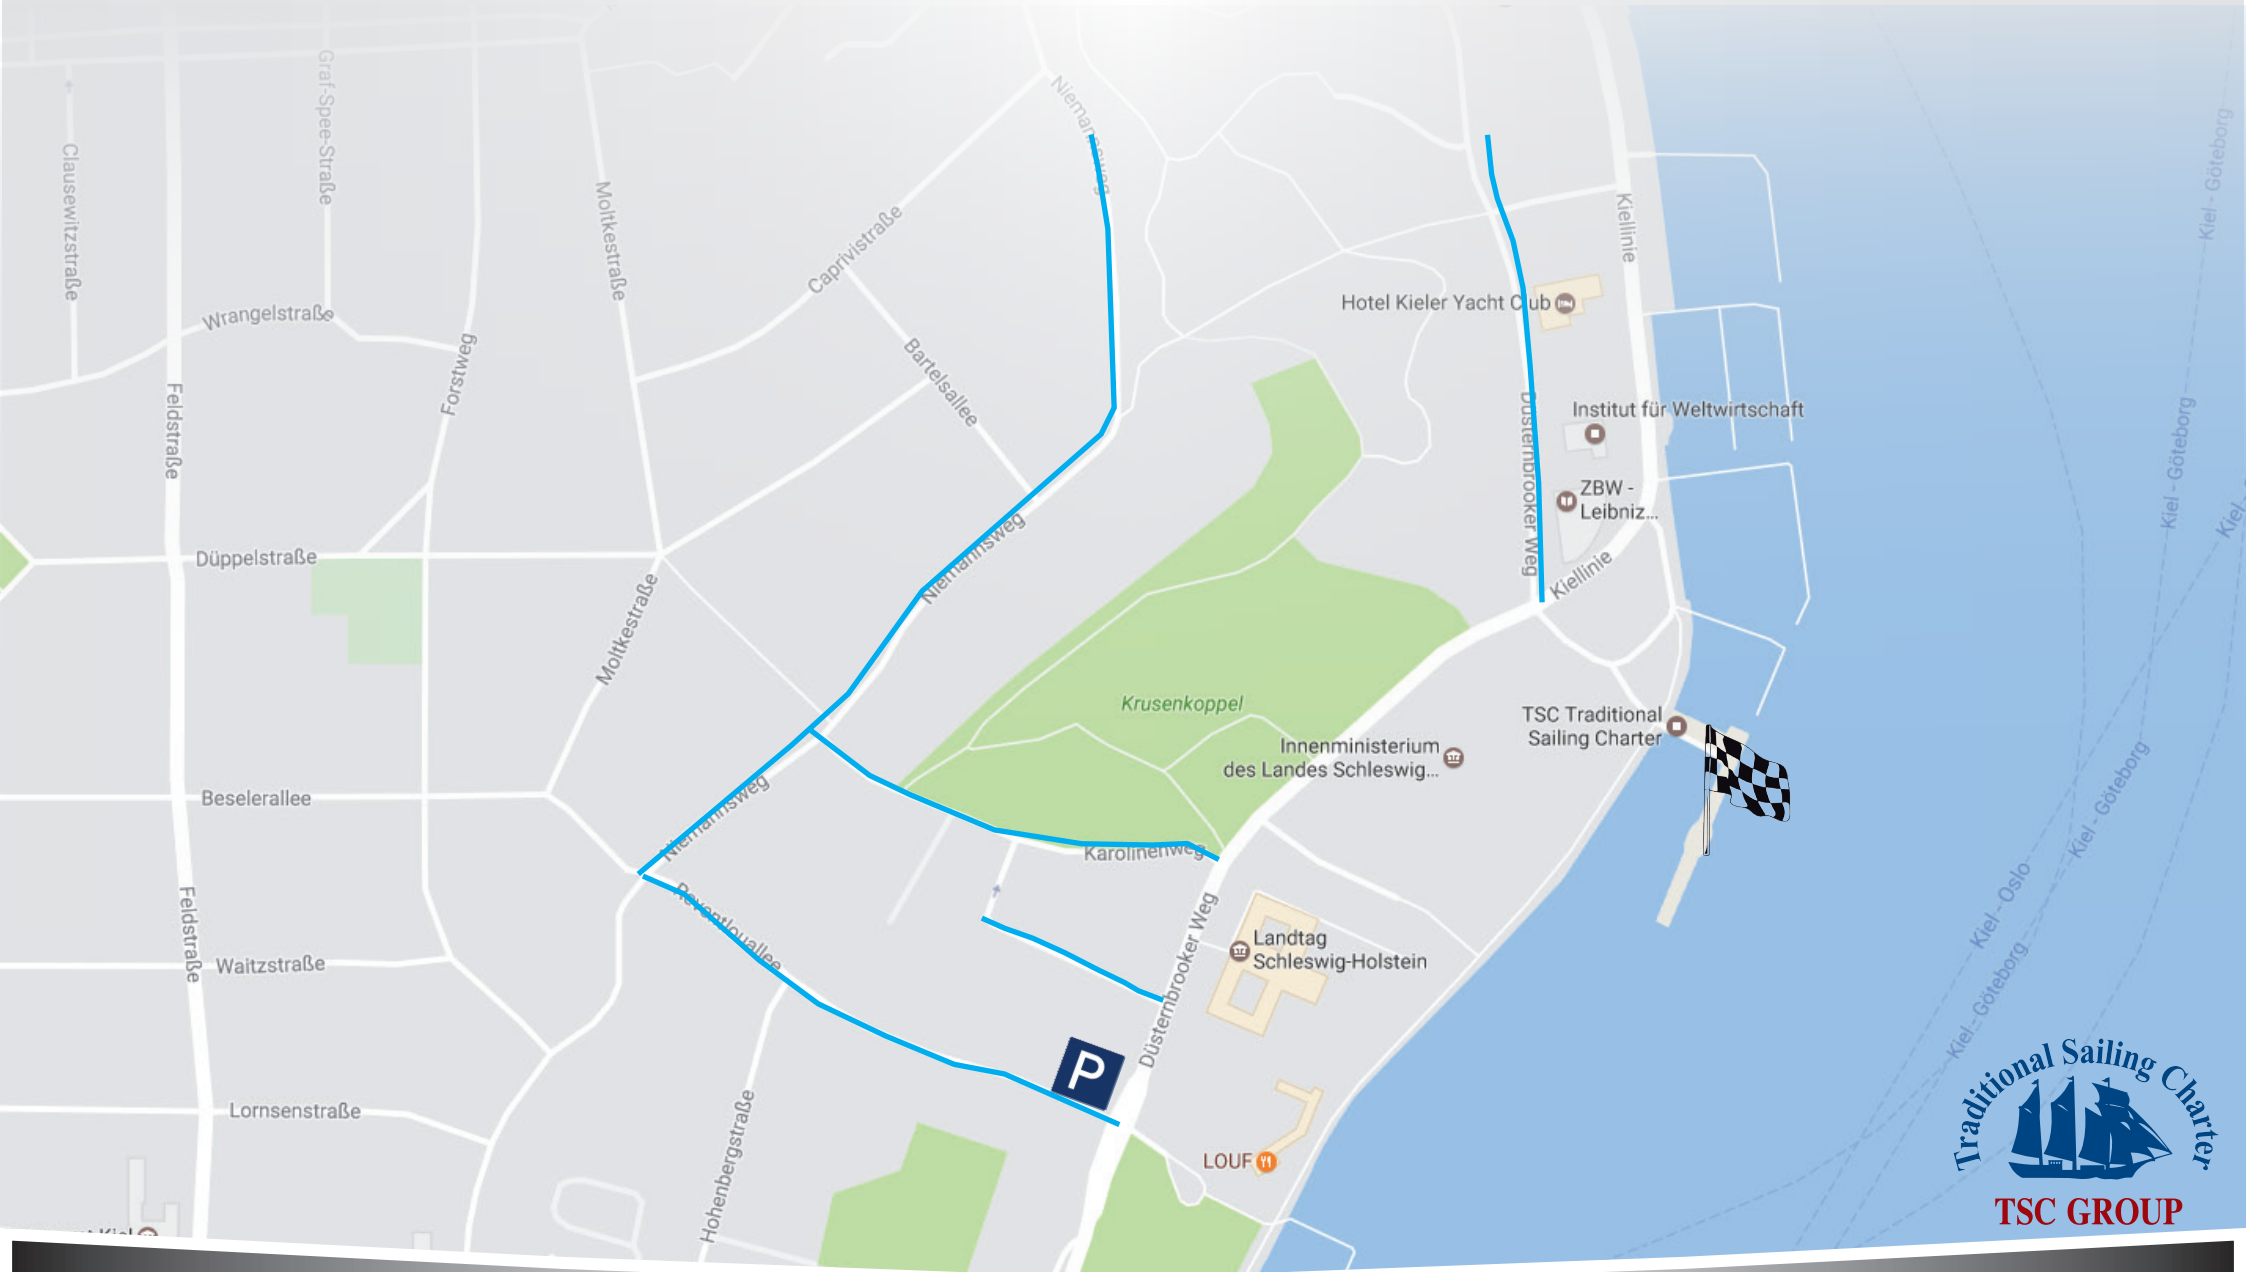 Graf-Spee-Straße
Clausewitzstraße
Niemannsweg
Moltkestraße
Caprivistraße
Kiellinie
Kiel - Göteborg
Wrangelstraße
Hotel Kieler Yacht Club
Forstweg
Bartelsallee
Feldstraße
Institut für Weltwirtschaft
Düsternbrooker Weg
Kiel - Göteborg
ZBW -
Leibniz...
Niemannsweg
Kiel -
Düppelstraße
Kiellinie
Moltkestraße
Krusenkoppel
TSC Traditional
Sailing Charter
Innenministerium
des Landes Schleswig...
Beselerallee
Niemannsweg
Kiel - Göteborg
Karolinenweg
Reventlouallee
Feldstraße
Kiel - Oslo
Landtag
Schleswig-Holstein
Waitzstraße
Düsternbrooker Weg
Kiel - Göteborg
P
Traditional Sailing Charter
Lornsenstraße
Hohenbergstraße
LOUF
TSC GROUP